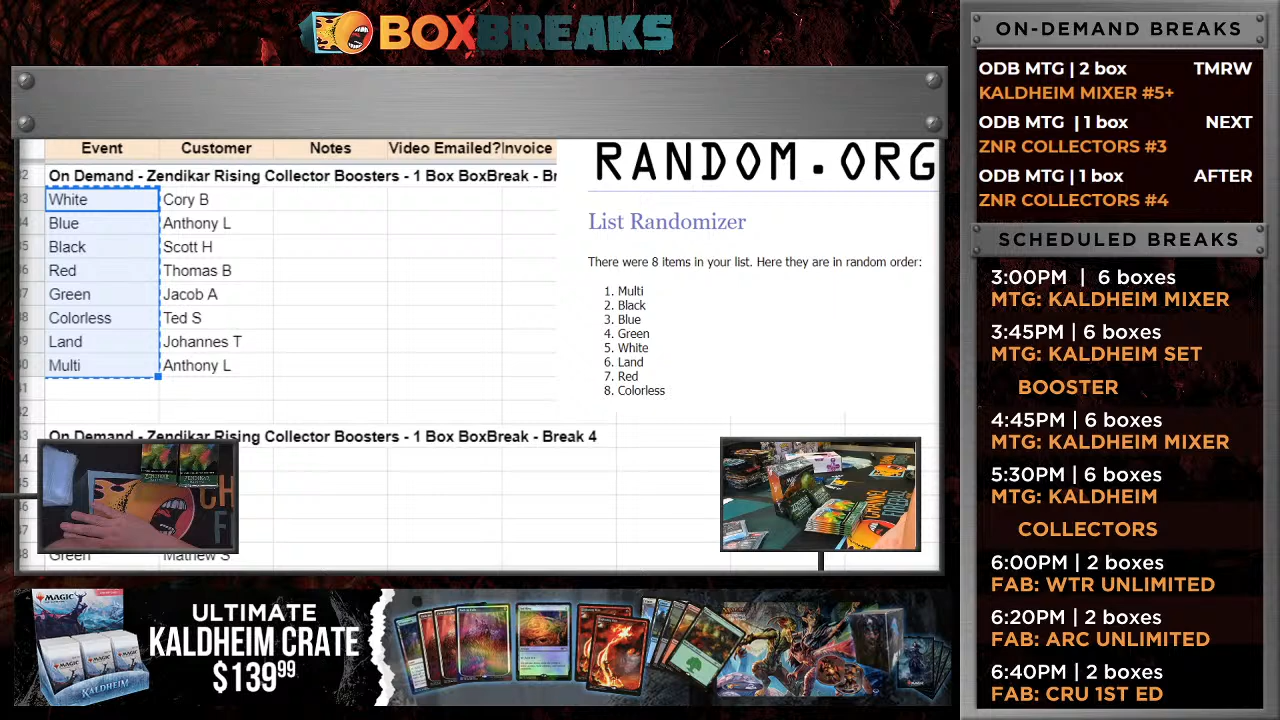 BOXBREAKS
Event Customer Notes Video Emailed? Invoice
On Demand - Zendikar Rising Collector Boosters - 1 Box BoxBreak - Br
White Cory B
Blue Anthony L
Black Scott H
Red Thomas B
Green Jacob A
Colorless Ted S
Land Johannes T
Multi Anthony L
On Demand - Zendikar Rising Collector Boosters - 1 Box BoxBreak - Break 4
Green Mathew S
RANDOM.ORG
List Randomizer
There were 8 items in your list. Here they are in random order:
1. Multi
2. Black
3. Blue
4. Green
5. White
6. Land
7. Red
8. Colorless
MAGIC
KALDHEIM
ULTIMATE
KALDHEIM CRATE
$139.99
ON-DEMAND BREAKS
ODB MTG | 2 box TMRW
KALDHEIM MIXER #5+
ODB MTG | 1 box NEXT
ZNR COLLECTORS #3
ODB MTG | 1 box AFTER
ZNR COLLECTORS #4
SCHEDULED BREAKS
3:00PM | 6 boxes
MTG: KALDHEIM MIXER
3:45PM | 6 boxes
MTG: KALDHEIM SET
BOOSTER
4:45PM | 6 boxes
MTG: KALDHEIM MIXER
5:30PM | 6 boxes
MTG: KALDHEIM
COLLECTORS
6:00PM | 2 boxes
FAB: WTR UNLIMITED
6:20PM | 2 boxes
FAB: ARC UNLIMITED
6:40PM | 2 boxes
FAB: CRU 1ST ED